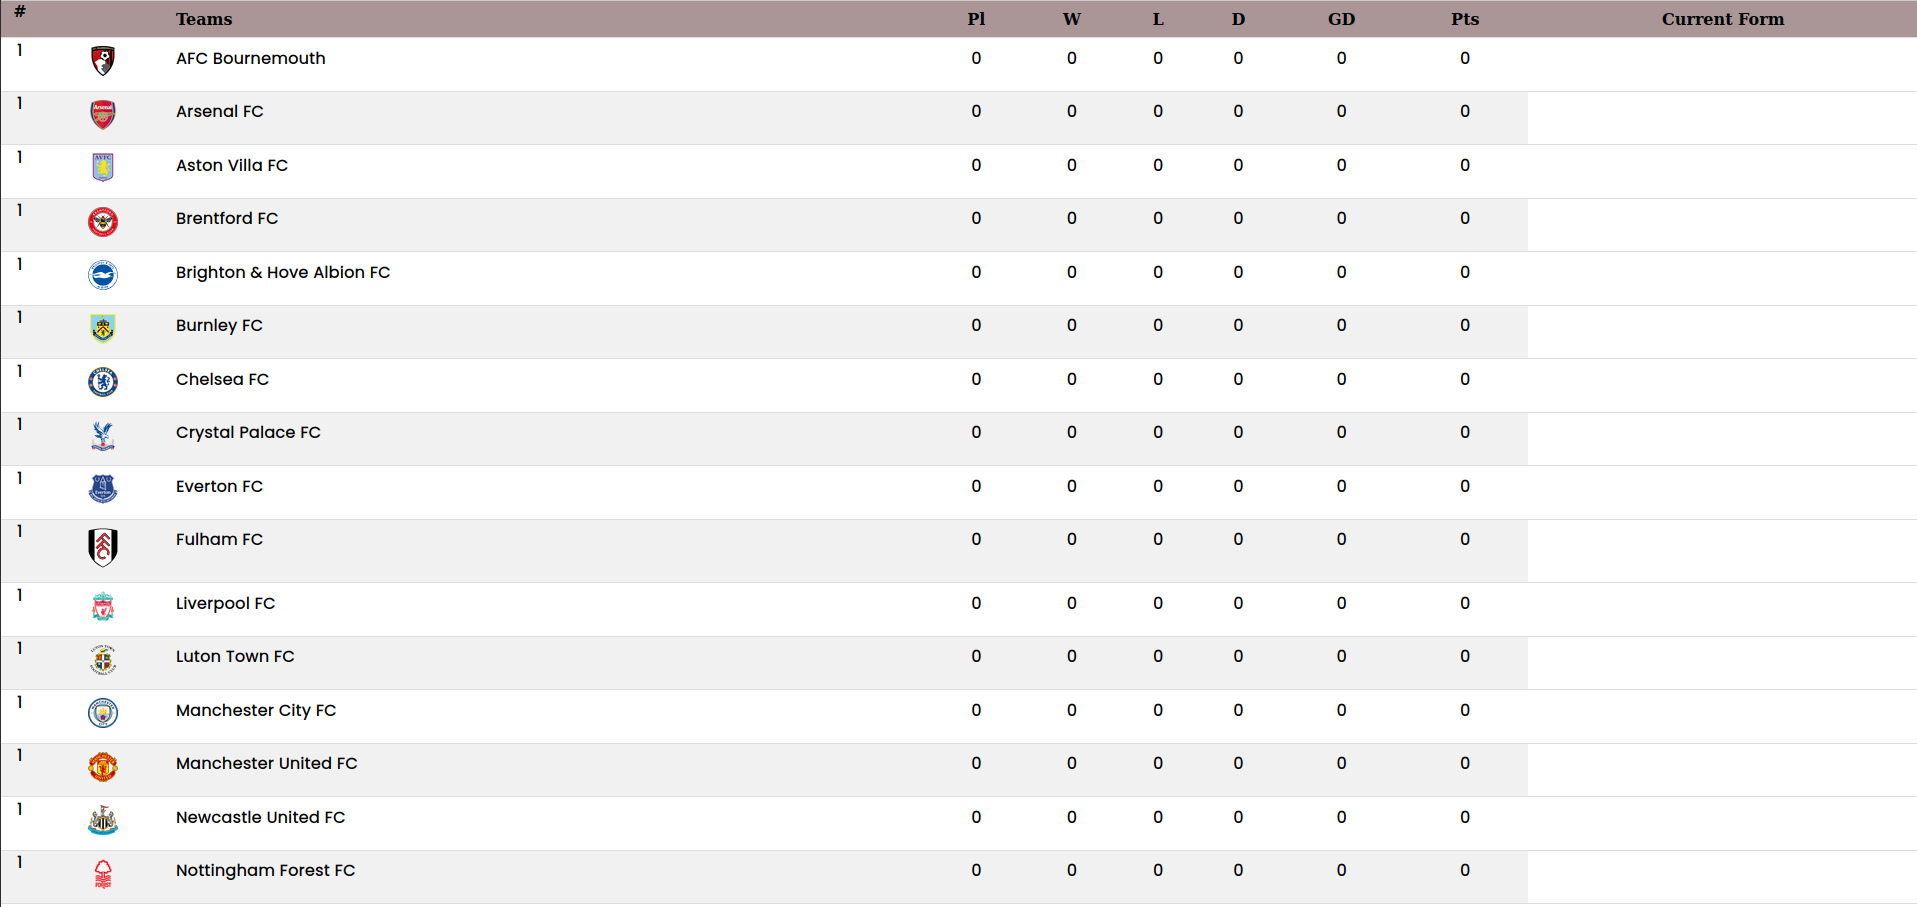 # Teams Pl W L D GD Pts Current Form
1 AFC Bournemouth 0 0 0 0 0 0
1 Arsenal FC 0 0 0 0 0 0
1 Aston Villa FC 0 0 0 0 0 0
1 Brentford FC 0 0 0 0 0 0
1 Brighton & Hove Albion FC 0 0 0 0 0 0
1 Burnley FC 0 0 0 0 0 0
1 Chelsea FC 0 0 0 0 0 0
1 Crystal Palace FC 0 0 0 0 0 0
1 Everton FC 0 0 0 0 0 0
1 Fulham FC 0 0 0 0 0 0
1 Liverpool FC 0 0 0 0 0 0
1 Luton Town FC 0 0 0 0 0 0
1 Manchester City FC 0 0 0 0 0 0
1 Manchester United FC 0 0 0 0 0 0
1 Newcastle United FC 0 0 0 0 0 0
1 Nottingham Forest FC 0 0 0 0 0 0